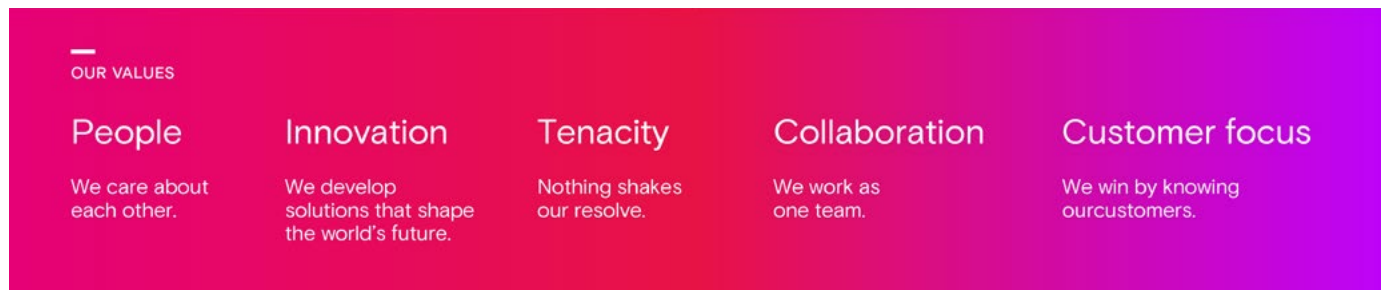 OUR VALUES
People
We care about
each other.
Innovation
We develop
solutions that shape
the world's future.
Tenacity
Nothing shakes
our resolve.
Collaboration
We work as
one team.
Customer focus
We win by knowing
ourcustomers.